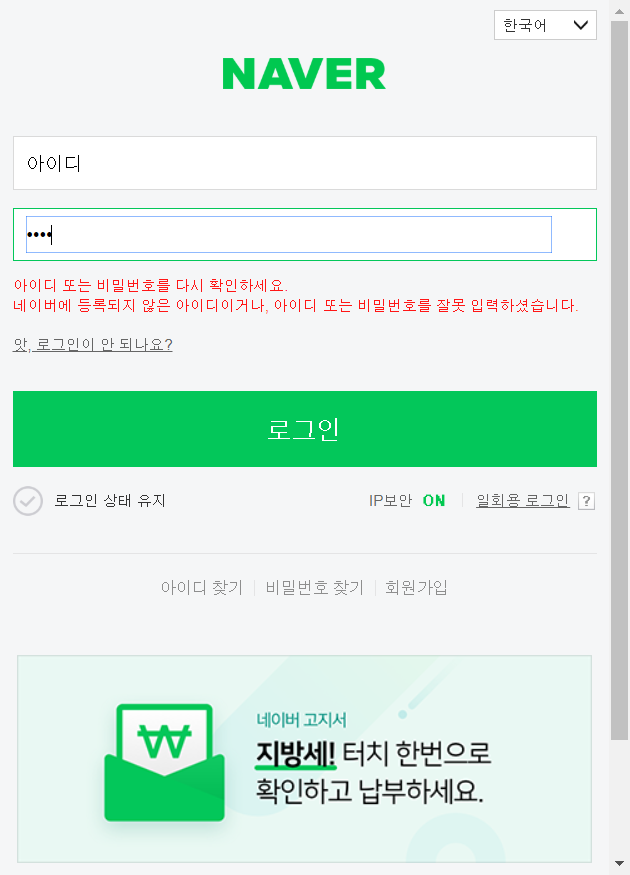 한국어
NAVER
아이디
••••
아이디 또는 비밀번호를 다시 확인하세요.
네이버에 등록되지 않은 아이디이거나, 아이디 또는 비밀번호를 잘못 입력하셨습니다.
앗, 로그인이 안 되나요?
로그인
로그인 상태 유지 IP보안 ON 일회용 로그인 ?
아이디 찾기 비밀번호 찾기 회원가입
네이버 고지서
지방세! 터치 한번으로
확인하고 납부하세요.